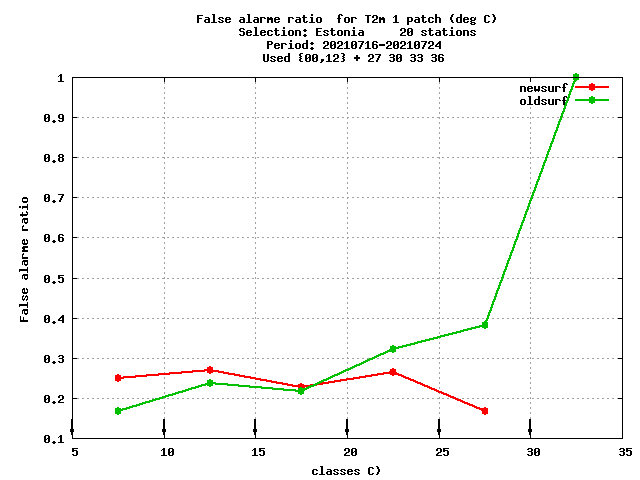 False alarme ratio  for T2m 1 patch (deg C)
Selection: Estonia     20 stations
Period: 20210716-20210724
Used {00,12} + 27 30 33 36
newsurf
oldsurf
False alarme ratio
1
0.9
0.8
0.7
0.6
0.5
0.4
0.3
0.2
0.1
5 10 15 20 25 30 35
classes C)